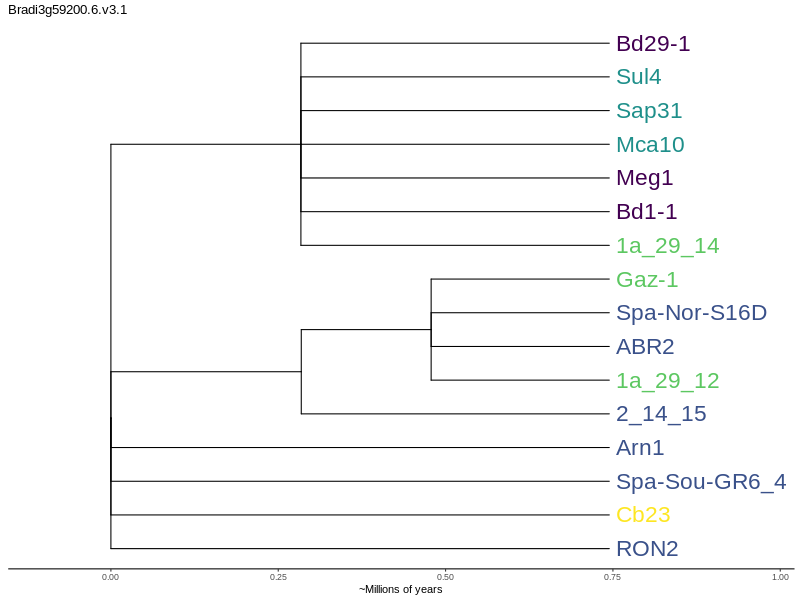 Bradi3g59200.6.v3.1
Bd29-1
Sul4
Sap31
Mca10
Meg1
Bd1-1
1a_29_14
Gaz-1
Spa-Nor-S16D
ABR2
1a_29_12
2_14_15
Arn1
Spa-Sou-GR6_4
Cb23
RON2
0.00 0.25 0.50 0.75 1.00
~Millions of years